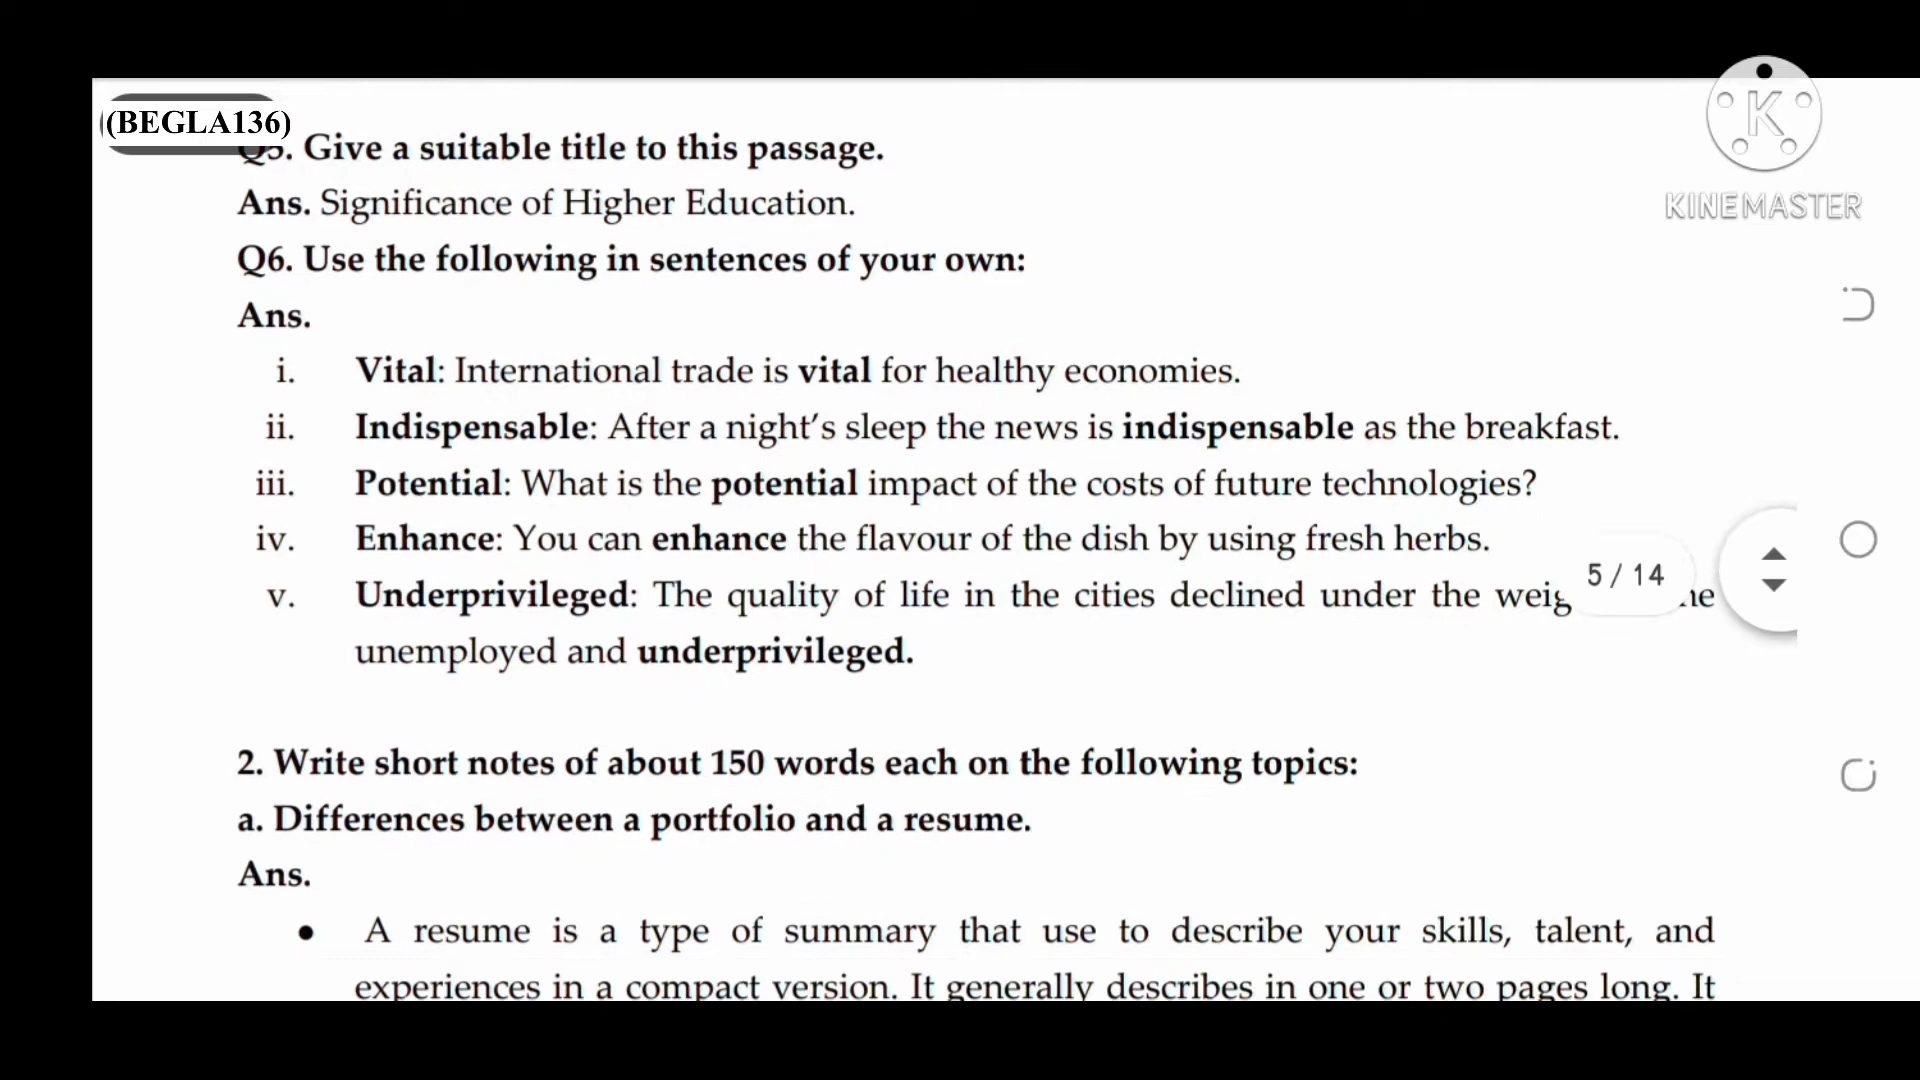 (BEGLA136)
Q5. Give a suitable title to this passage.
Ans. Significance of Higher Education.
KINEMASTER
Q6. Use the following in sentences of your own:
Ans.
i. Vital: International trade is vital for healthy economies.
ii. Indispensable: After a night's sleep the news is indispensable as the breakfast.
iii. Potential: What is the potential impact of the costs of future technologies?
iv. Enhance: You can enhance the flavour of the dish by using fresh herbs.
5 / 14
v. Underprivileged: The quality of life in the cities declined under the
unemployed and underprivileged.
2. Write short notes of about 150 words each on the following topics:
a. Differences between a portfolio and a resume.
Ans.
• A resume is a type of summary that use to describe your skills, talent, and
experiences in a compact version. It generally describes in one or two pages long. It